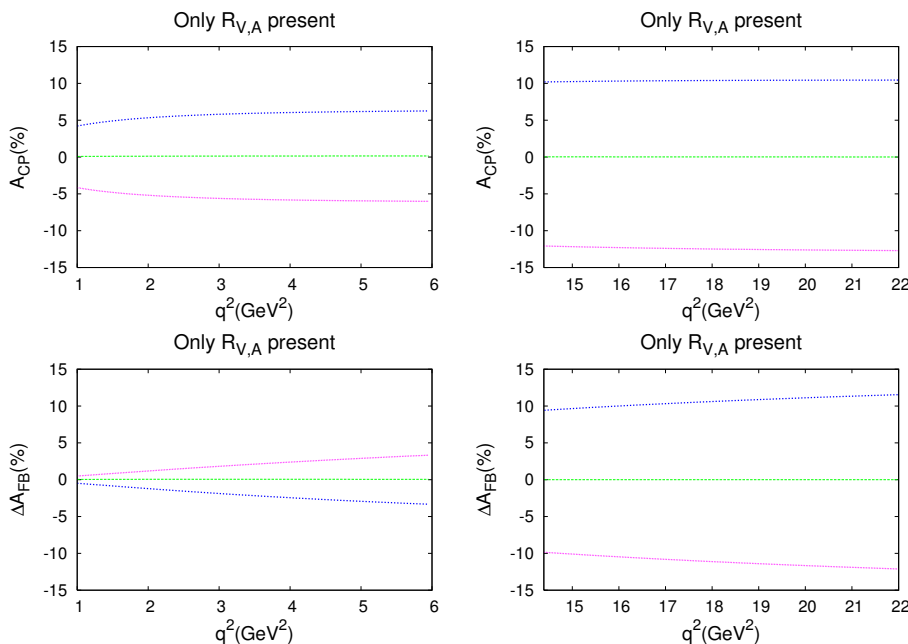 Only R_{V,A} present
A_{CP}(%)
15
10
5
0
-5
-10
-15
1 2 3 4 5 6
q^2(GeV^2)
Only R_{V,A} present
A_{CP}(%)
15
10
5
0
-5
-10
-15
15 16 17 18 19 20 21 22
q^2(GeV^2)
Only R_{V,A} present
ΔA_{FB}(%)
15
10
5
0
-5
-10
-15
1 2 3 4 5 6
q^2(GeV^2)
Only R_{V,A} present
ΔA_{FB}(%)
15
10
5
0
-5
-10
-15
15 16 17 18 19 20 21 22
q^2(GeV^2)